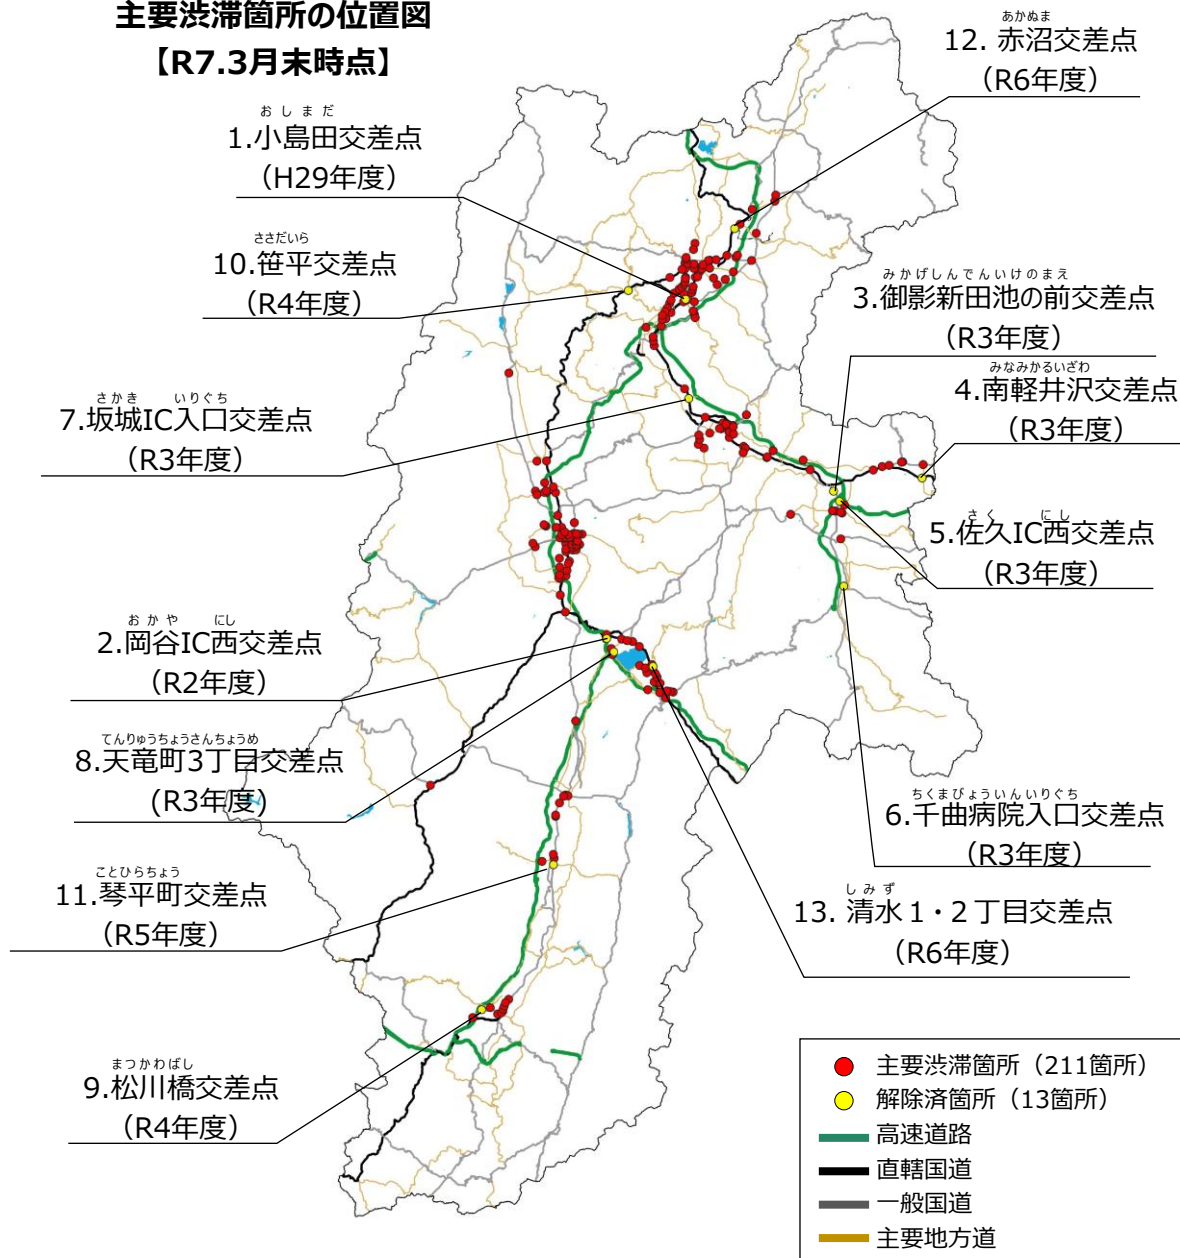 主要渋滞箇所の位置図
【R7.3月末時点】
あかぬま
12. 赤沼交差点
（R6年度）
おしまだ
1.小島田交差点
（H29年度）
ささだいら
10.笹平交差点
（R4年度）
みかげしんでんいけのまえ
3.御影新田池の前交差点
（R3年度）
みなみかるいざわ
4.南軽井沢交差点
（R3年度）
さかき いりぐち
7.坂城IC入口交差点
（R3年度）
さく にし
5.佐久IC西交差点
（R3年度）
おかや にし
2.岡谷IC西交差点
（R2年度）
てんりゅうちょうさんちょうめ
8.天竜町3丁目交差点
（R3年度）
ちくまびょういんいりぐち
6.千曲病院入口交差点
（R3年度）
ことひらちょう
11.琴平町交差点
（R5年度）
しみず
13. 清水１・２丁目交差点
（R6年度）
まつかわばし
9.松川橋交差点
（R4年度）
主要渋滞箇所（211箇所）
解除済箇所（13箇所）
高速道路
直轄国道
一般国道
主要地方道